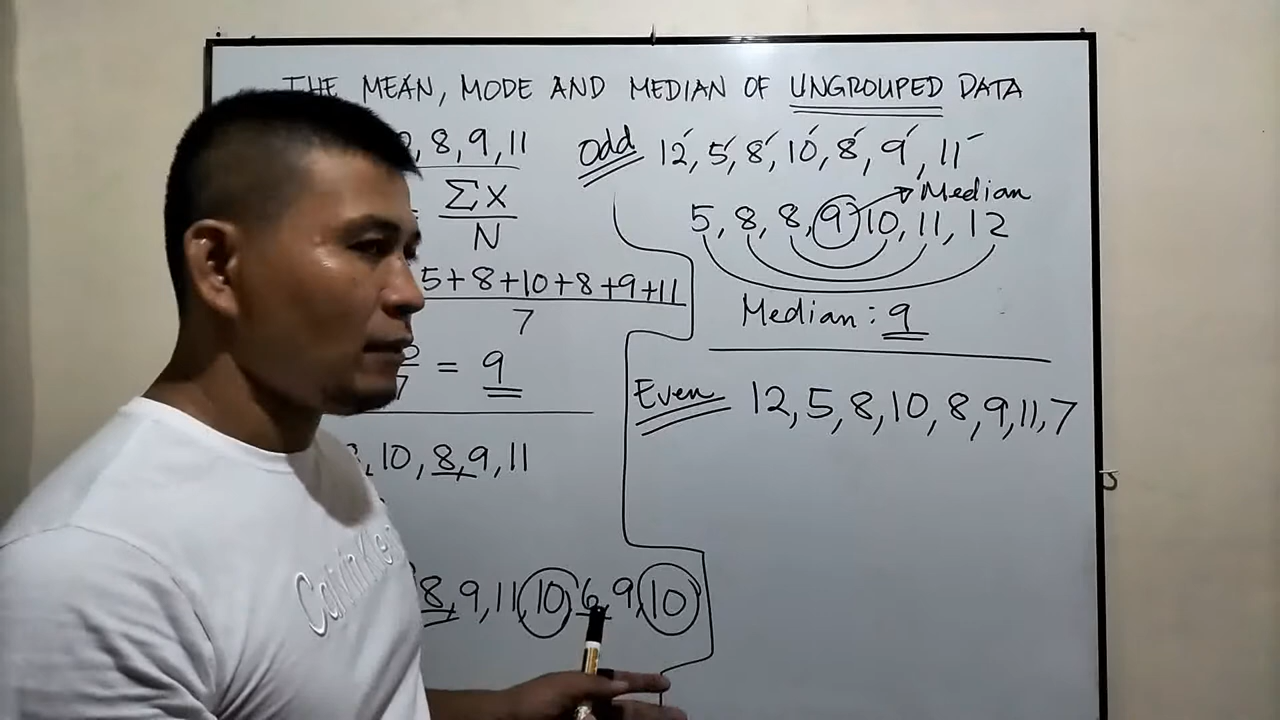 THE MEAN, MODE AND MEDIAN OF UNGROUPED DATA
, 8, 9, 11
ΣX
N
5+8+10+8+9+11
7
7 = 9
, 10, 8, 9, 11
8, 9, 11, 10, 6, 9, 10
Odd 12, 5, 8, 10, 8, 9, 11
Median
5, 8, 8, 9, 10, 11, 12
Median : 9
Even 12, 5, 8, 10, 8, 9, 11, 7
Calvin Klein